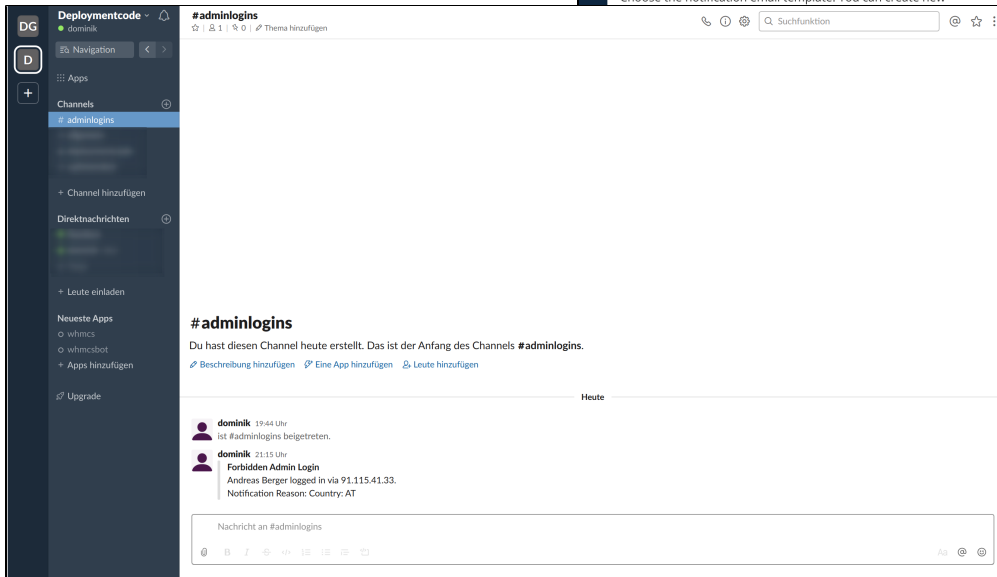 Choose the notification email template. You can create new
DG
Deploymentcode
dominik
#adminlogins
1 | 0 | Thema hinzufügen
Suchfunktion
D
Navigation
Apps
+
Channels
# adminlogins
+ Channel hinzufügen
Direktnachrichten
+ Leute einladen
Neueste Apps
whmcs
whmcsbot
+ Apps hinzufügen
Upgrade
#adminlogins
Du hast diesen Channel heute erstellt. Das ist der Anfang des Channels #adminlogins.
Beschreibung hinzufügen Eine App hinzufügen Leute hinzufügen
Heute
dominik 19:44 Uhr
ist #adminlogins beigetreten.
dominik 21:15 Uhr
Forbidden Admin Login
Andreas Berger logged in via 91.115.41.33.
Notification Reason: Country: AT
Nachricht an #adminlogins
B I S Aa @